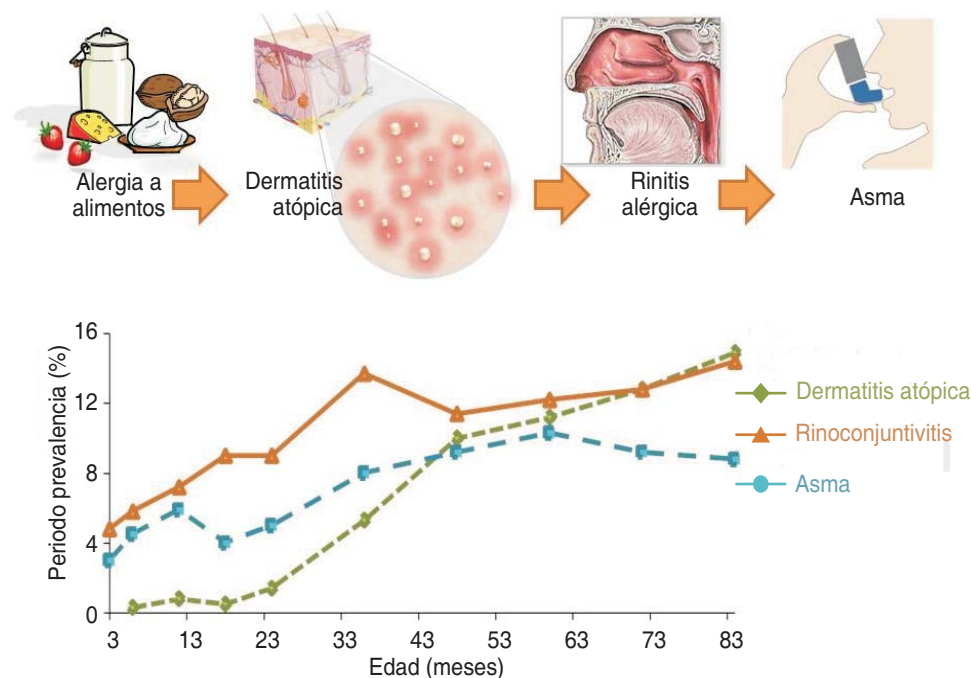 Alergia a
alimentos
Dermatitis
atópica
Rinitis
alérgica
Asma
Periodo prevalencia (%)
16
12
8
4
0
3 13 23 33 43 53 63 73 83
Edad (meses)
Dermatitis atópica
Rinoconjuntivitis
Asma